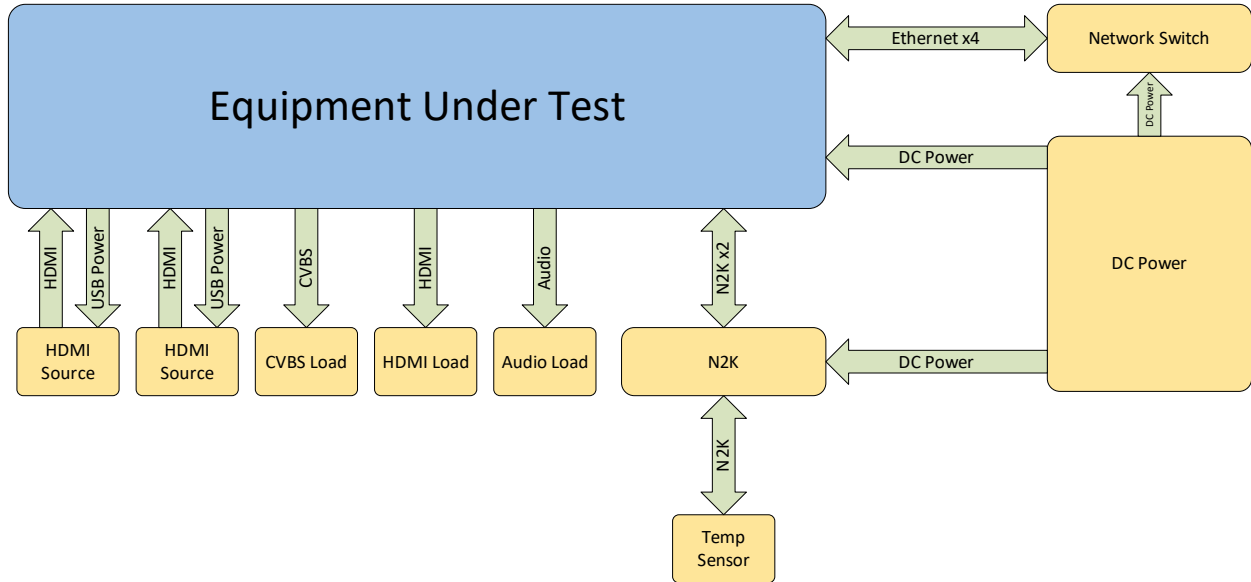 Equipment Under Test
Ethernet x4
Network Switch
DC Power
DC Power
DC Power
HDMI
USB Power
HDMI
USB Power
CVBS
HDMI
Audio
N2K x2
HDMI
Source
HDMI
Source
CVBS Load
HDMI Load
Audio Load
N2K
DC Power
N2K
Temp
Sensor